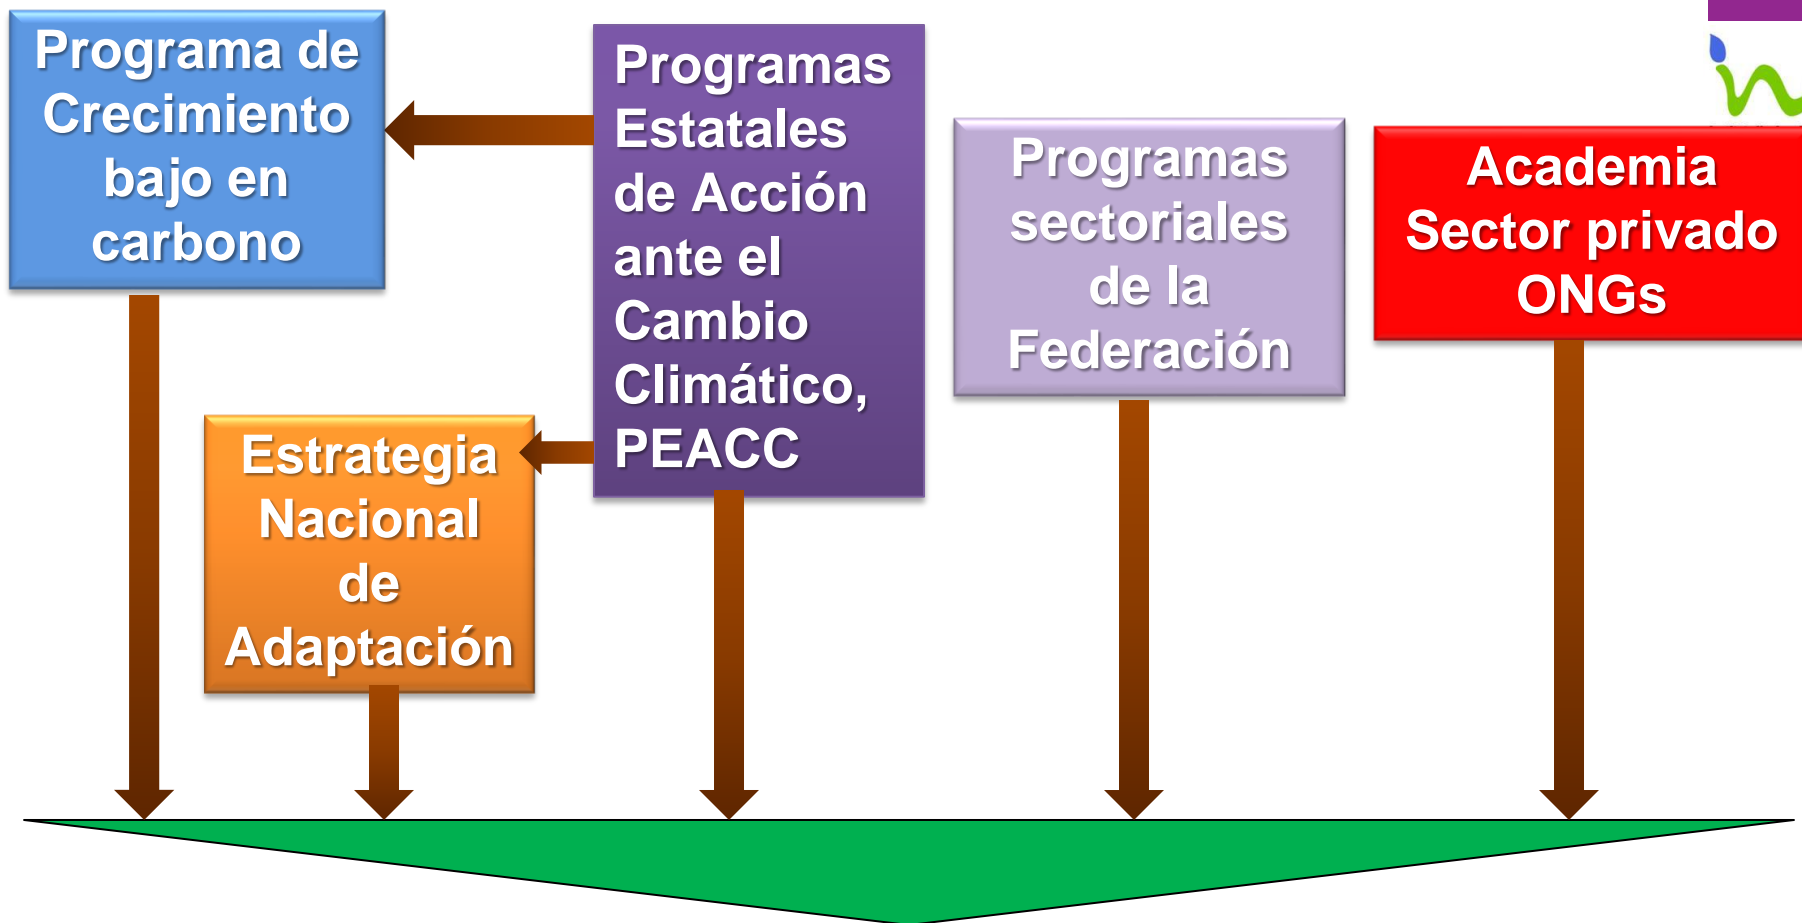 Programa de
Crecimiento
bajo en
carbono
Programas
Estatales
de Acción
ante el
Cambio
Climático,
PEACC
Programas
sectoriales
de la
Federación
Academia
Sector privado
ONGs
Estrategia
Nacional
de
Adaptación